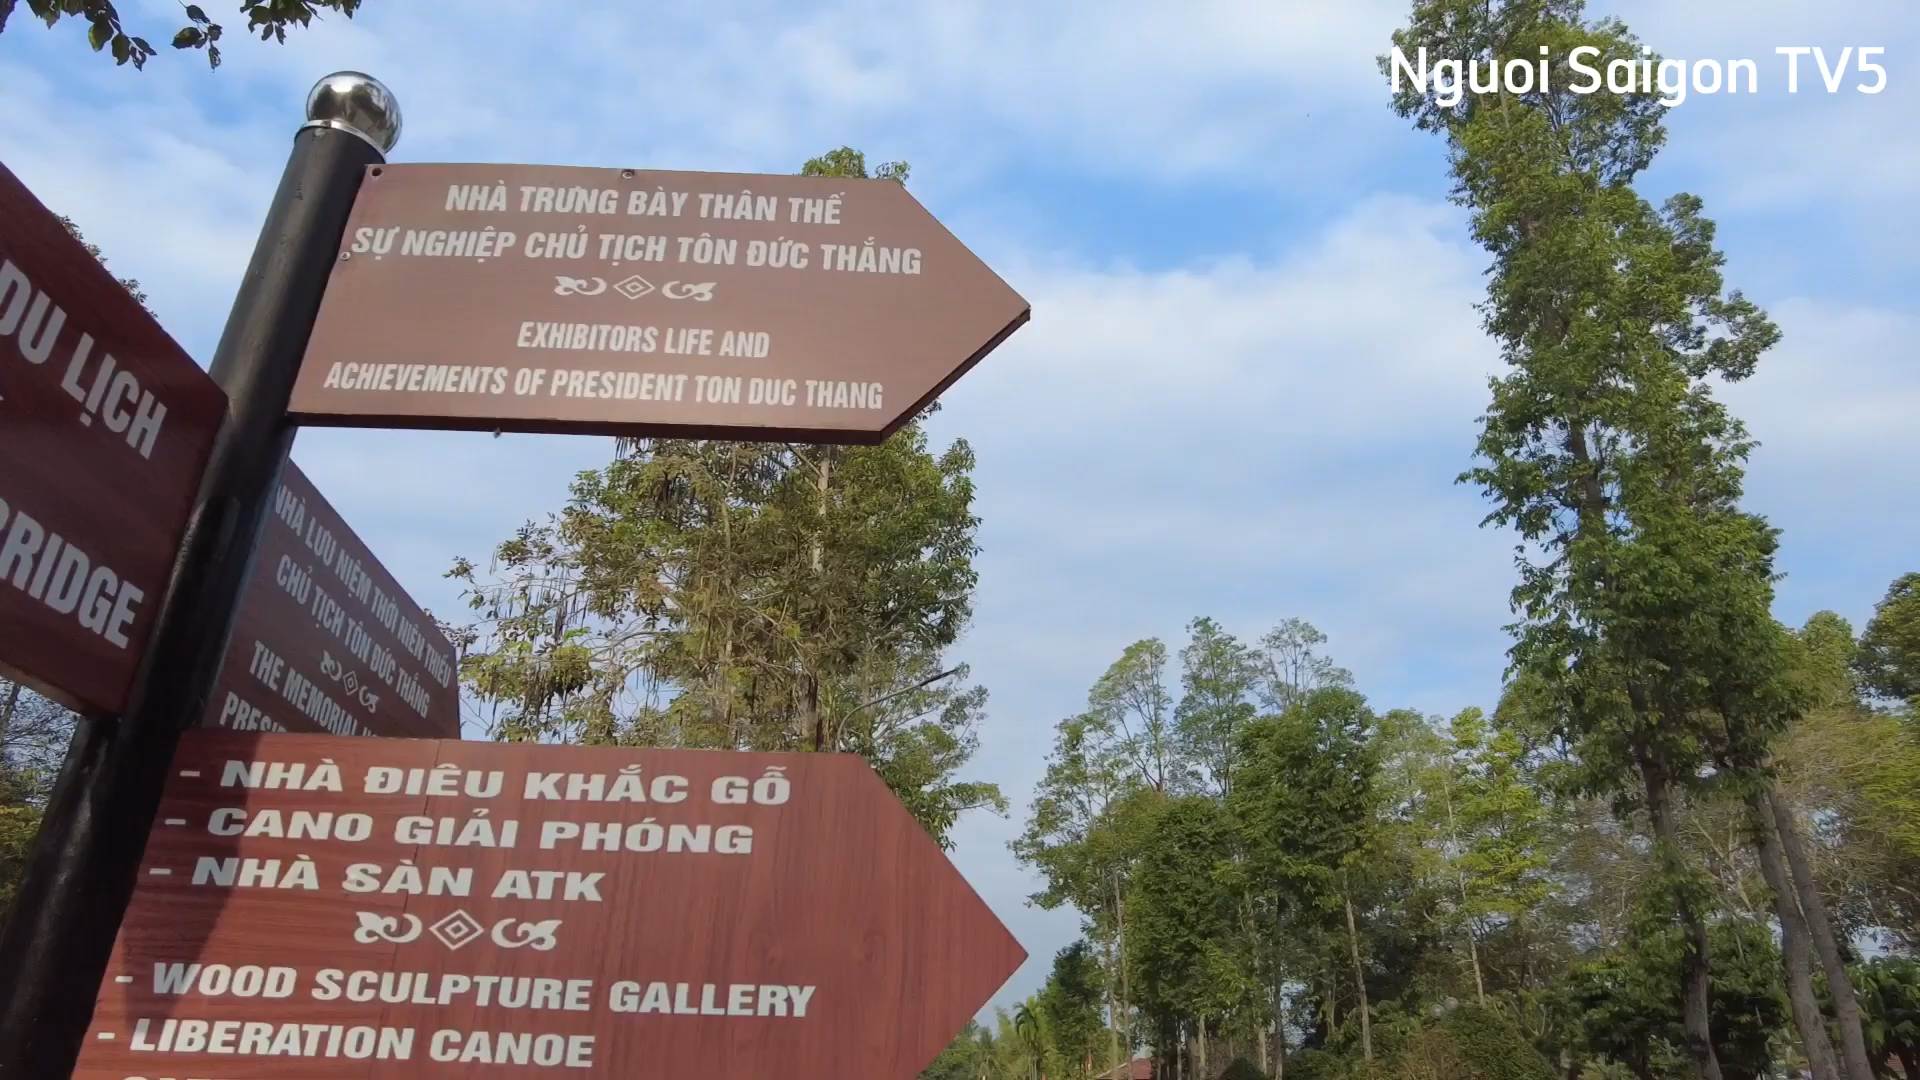 Nguoi Saigon TV5
NHÀ TRƯNG BÀY THÂN THẾ
SỰ NGHIỆP CHỦ TỊCH TÔN ĐỨC THẮNG
EXHIBITORS LIFE AND
ACHIEVEMENTS OF PRESIDENT TON DUC THANG
DU LỊCH
BRIDGE
NHÀ LƯU NIỆM THỜI NIÊN THIẾU
CHỦ TỊCH TÔN ĐỨC THẮNG
THE MEMORIAL
- NHÀ ĐIÊU KHẮC GỖ
- CANO GIẢI PHÓNG
- NHÀ SÀN ATK
- WOOD SCULPTURE GALLERY
- LIBERATION CANOE